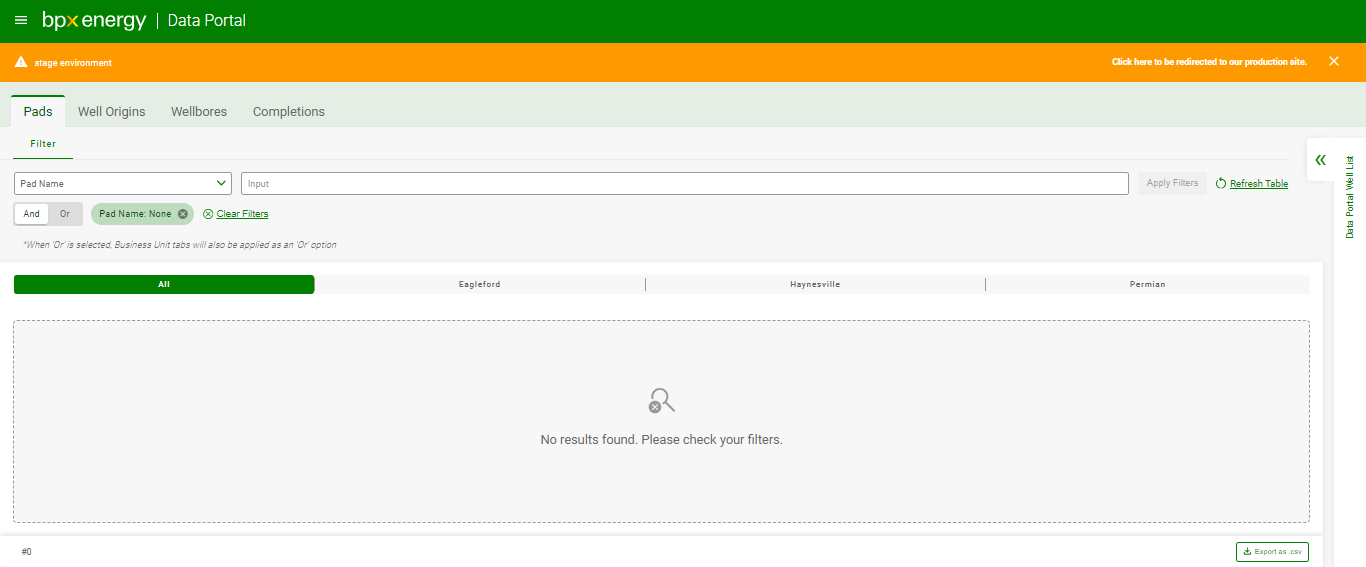 bpx energy | Data Portal
stage environment Click here to be redirected to our production site.
Pads Well Origins Wellbores Completions
Filter
Pad Name Input Apply Filters Refresh Table
And Or Pad Name: None Clear Filters
*When 'Or' is selected, Business Unit tabs will also be applied as an 'Or' option
Data Portal Well List
All Eagleford Haynesville Permian
No results found. Please check your filters.
#0 Export as .csv